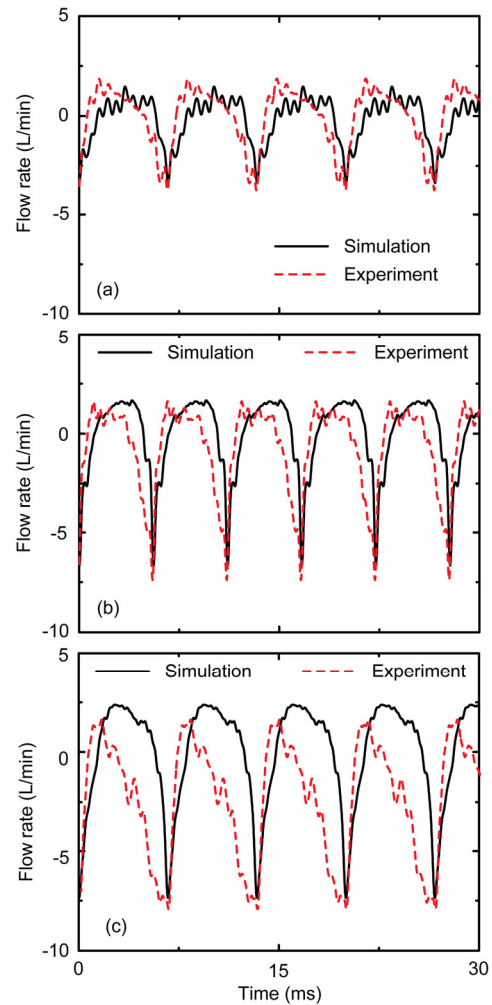 5
0
-5
-10
Flow rate (L/min)
(a)
Simulation
Experiment
5
0
-5
-10
Flow rate (L/min)
(b)
Simulation Experiment
5
0
-5
-10
Flow rate (L/min)
(c)
Simulation Experiment
0 15 30
Time (ms)